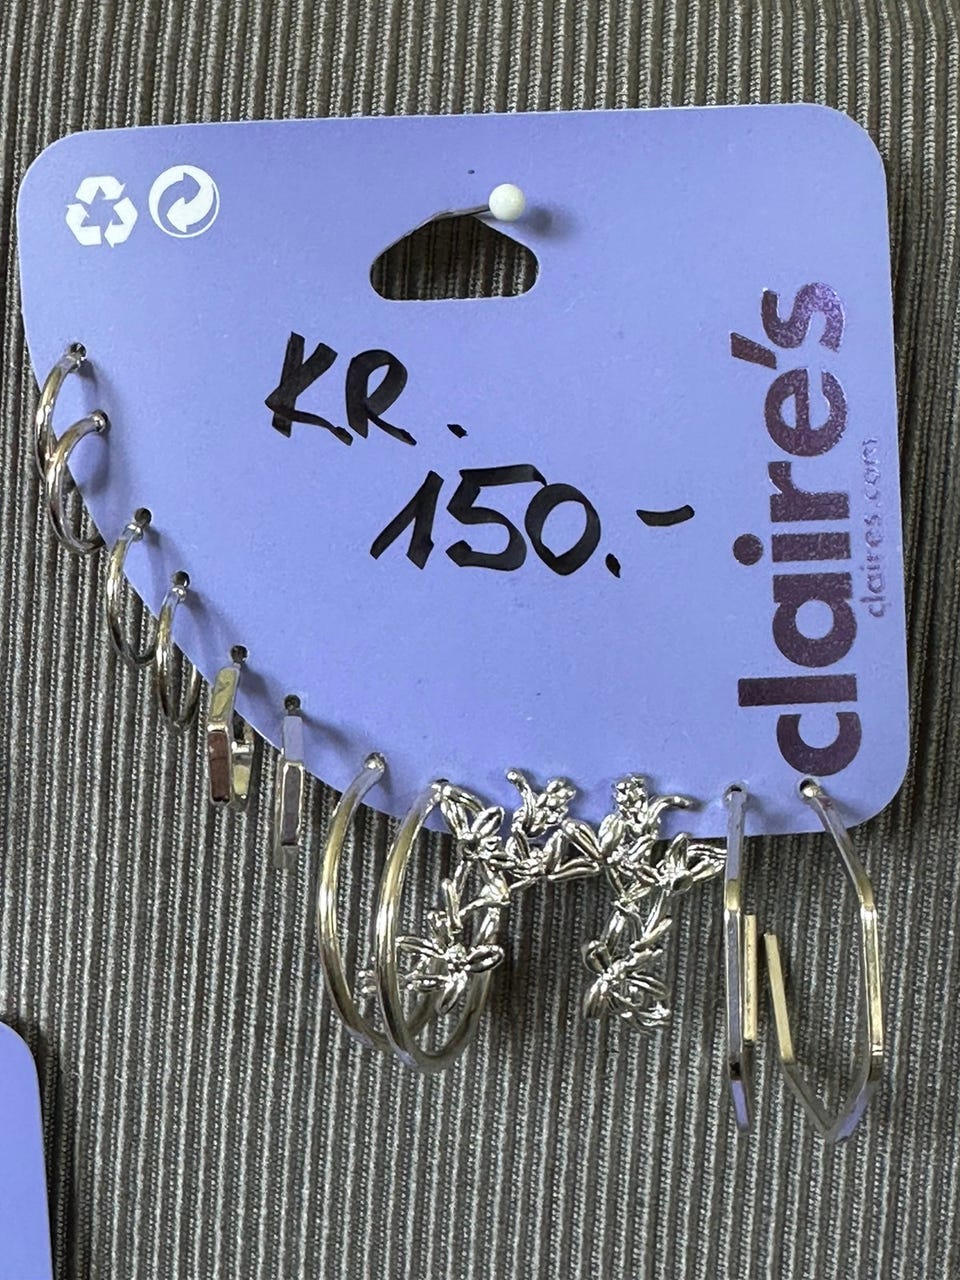 KR.
150.-
claire's
claires.com